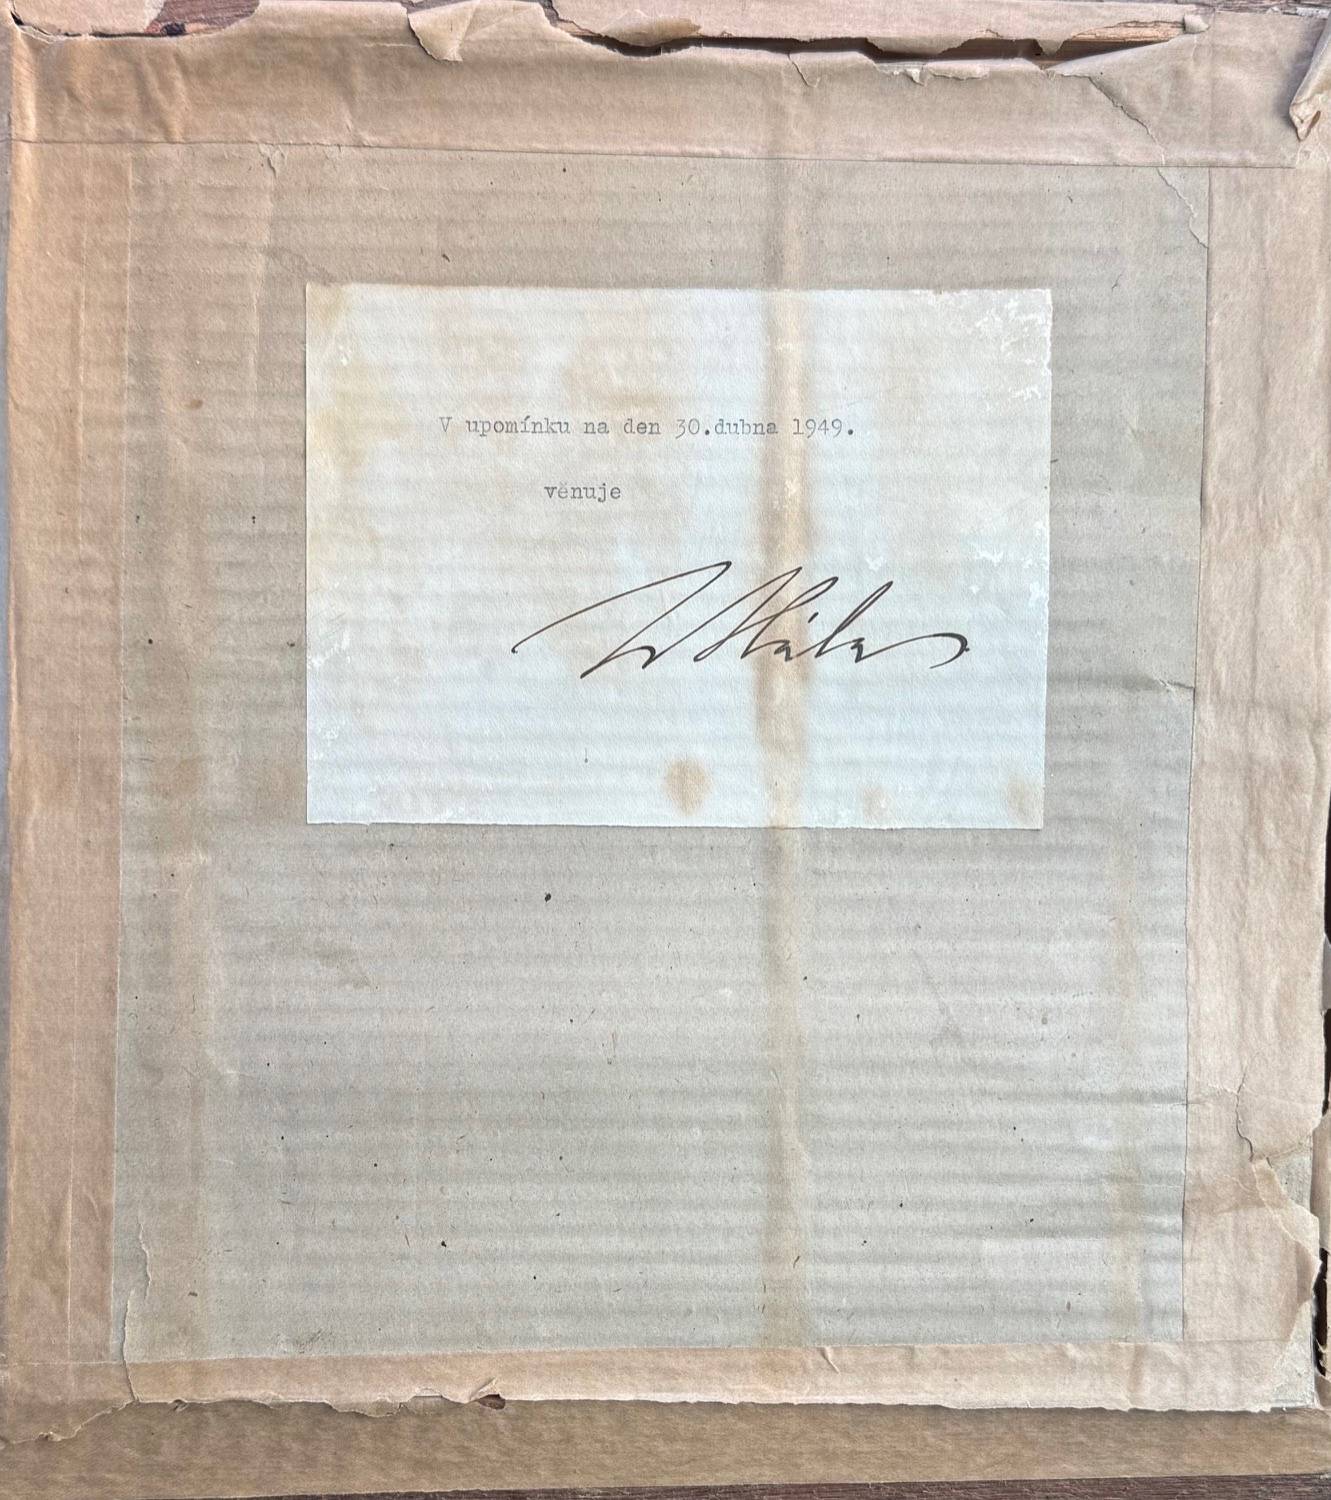 V upomínku na den 30.dubna 1949.
věnuje